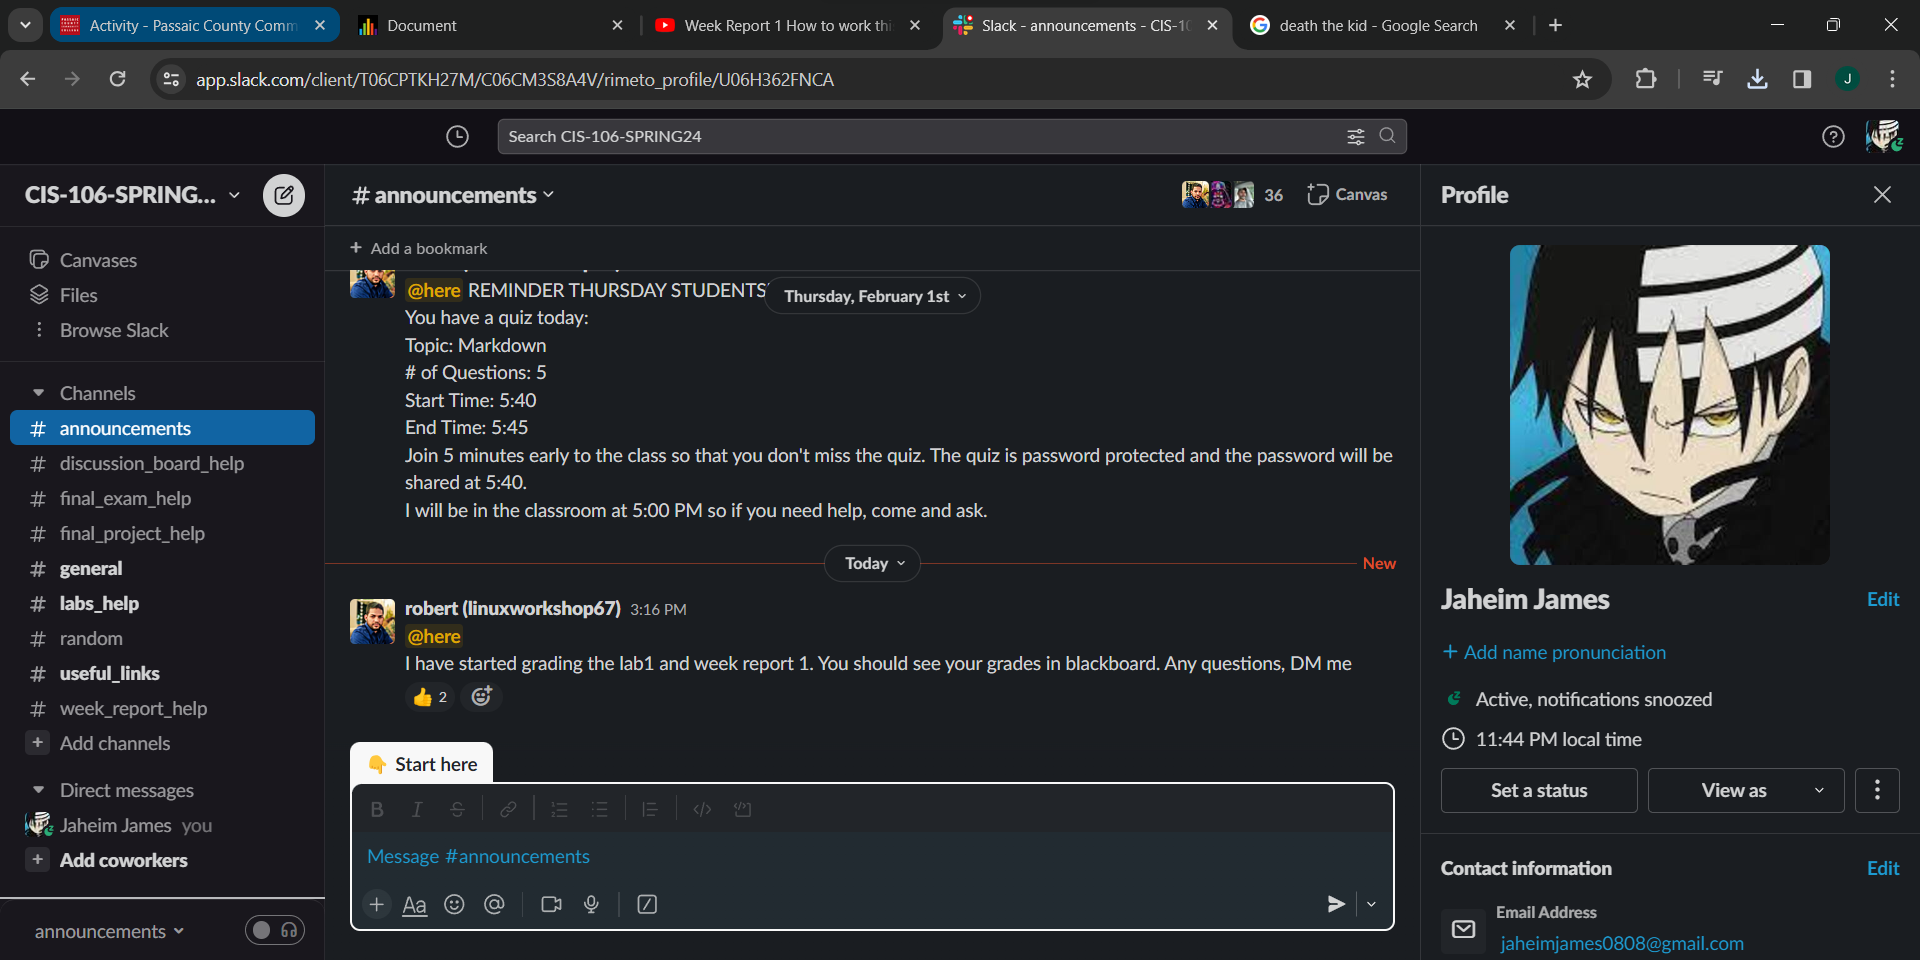 Activity - Passaic County Comm
Document
Week Report 1 How to work thi
Slack - announcements - CIS-10
death the kid - Google Search
app.slack.com/client/T06CPTKH27M/C06CM3S8A4V/rimeto_profile/U06H362FNCA
J
Search CIS-106-SPRING24
CIS-106-SPRING...
Canvases
Files
Browse Slack
Channels
# announcements
# discussion_board_help
# final_exam_help
# final_project_help
# general
# labs_help
# random
# useful_links
# week_report_help
+ Add channels
Direct messages
Jaheim James you
+ Add coworkers
announcements
# announcements
36
Canvas
+ Add a bookmark
Thursday, February 1st
@here REMINDER THURSDAY STUDENTS
You have a quiz today:
Topic: Markdown
# of Questions: 5
Start Time: 5:40
End Time: 5:45
Join 5 minutes early to the class so that you don't miss the quiz. The quiz is password protected and the password will be
shared at 5:40.
I will be in the classroom at 5:00 PM so if you need help, come and ask.
Today
New
robert (linuxworkshop67) 3:16 PM
@here
I have started grading the lab1 and week report 1. You should see your grades in blackboard. Any questions, DM me
👍 2
👇 Start here
B I S
Message #announcements
+ Aa @
Profile
Jaheim James
Edit
+ Add name pronunciation
Active, notifications snoozed
11:44 PM local time
Set a status
View as
Contact information
Edit
Email Address
jaheimjames0808@gmail.com